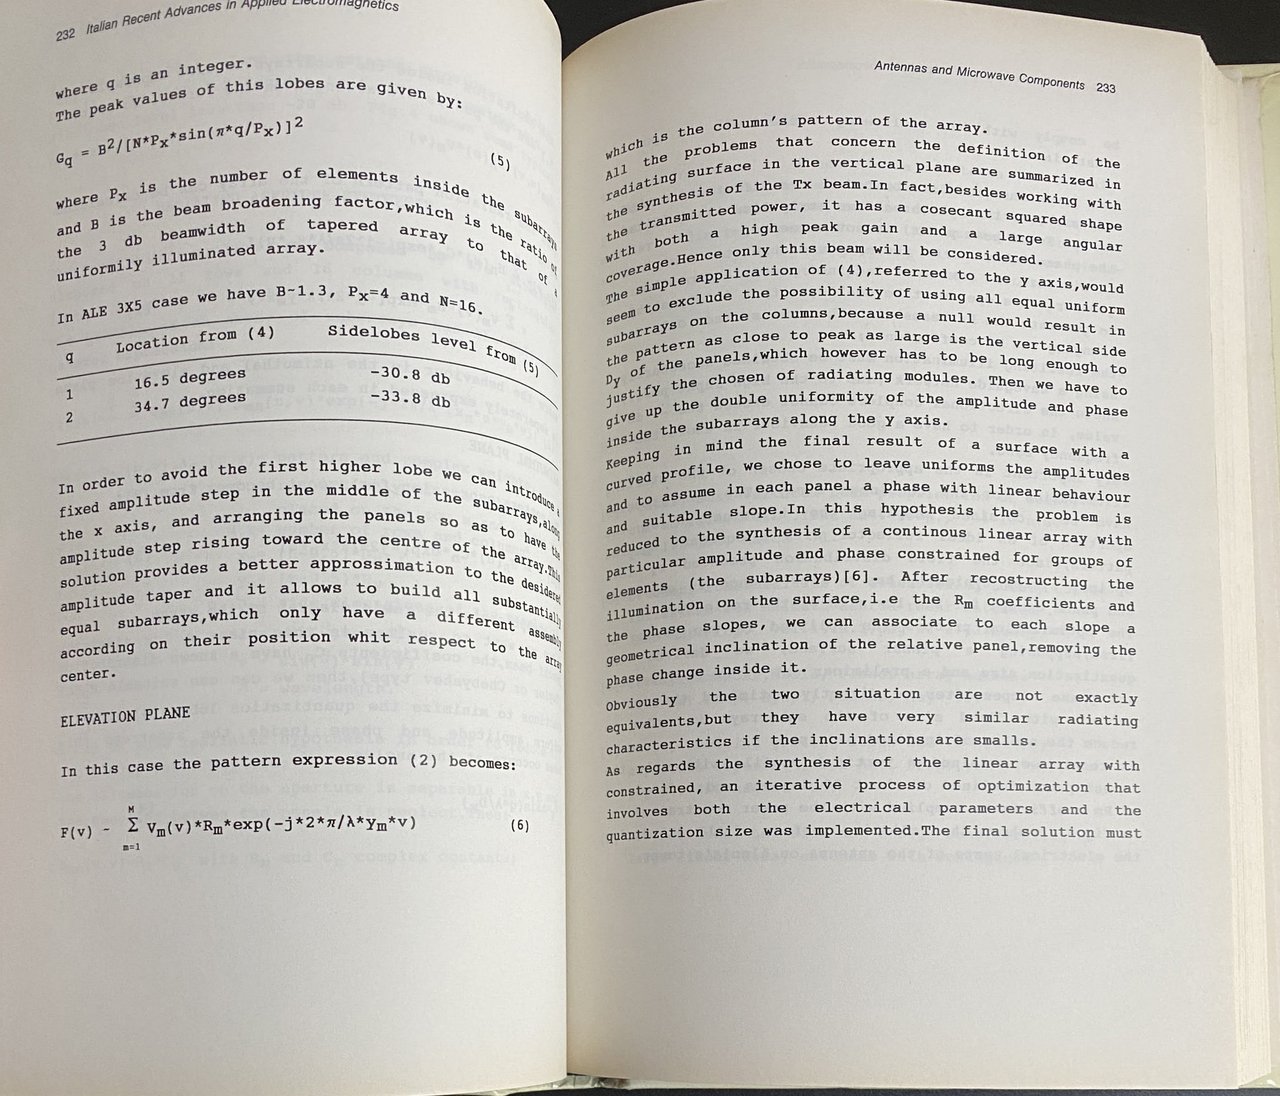 232 Italian Recent Advances in Applied Electromagnetics
where q is an integer.
The peak values of this lobes are given by:
Gq = B²/[N*Px*sin(π*q/Px)]² (5)
where Px is the number of elements inside the subarrays
and B is the beam broadening factor,which is the ratio of
the 3 db beamwidth of tapered array to that of a
uniformily illuminated array.
In ALE 3X5 case we have B~1.3, Px=4 and N=16.
q Location from (4) Sidelobes level from (5)
1 16.5 degrees -30.8 db
2 34.7 degrees -33.8 db
In order to avoid the first higher lobe we can introduce a
fixed amplitude step in the middle of the subarrays,along
the x axis, and arranging the panels so as to have the
amplitude step rising toward the centre of the array.This
solution provides a better approssimation to the desidered
amplitude taper and it allows to build all substantially
equal subarrays,which only have a different assembly
according on their position whit respect to the array
center.
ELEVATION PLANE
In this case the pattern expression (2) becomes:
M
F(v) ~ Σ Vm(v)*Rm*exp(-j*2*π/λ*ym*v) (6)
m=1
Antennas and Microwave Components 233
which is the column's pattern of the array.
All the problems that concern the definition of the
radiating surface in the vertical plane are summarized in
the synthesis of the Tx beam.In fact,besides working with
the transmitted power, it has a cosecant squared shape
with both a high peak gain and a large angular
coverage.Hence only this beam will be considered.
The simple application of (4),referred to the y axis,would
seem to exclude the possibility of using all equal uniform
subarrays on the columns,because a null would result in
the pattern as close to peak as large is the vertical side
Dy of the panels,which however has to be long enough to
justify the chosen of radiating modules. Then we have to
give up the double uniformity of the amplitude and phase
inside the subarrays along the y axis.
Keeping in mind the final result of a surface with a
curved profile, we chose to leave uniforms the amplitudes
and to assume in each panel a phase with linear behaviour
and suitable slope.In this hypothesis the problem is
reduced to the synthesis of a continous linear array with
particular amplitude and phase constrained for groups of
elements (the subarrays)[6]. After recostructing the
illumination on the surface,i.e the Rm coefficients and
the phase slopes, we can associate to each slope a
geometrical inclination of the relative panel,removing the
phase change inside it.
Obviously the two situation are not exactly
equivalents,but they have very similar radiating
characteristics if the inclinations are smalls.
As regards the synthesis of the linear array with
constrained, an iterative process of optimization that
involves both the electrical parameters and the
quantization size was implemented.The final solution must